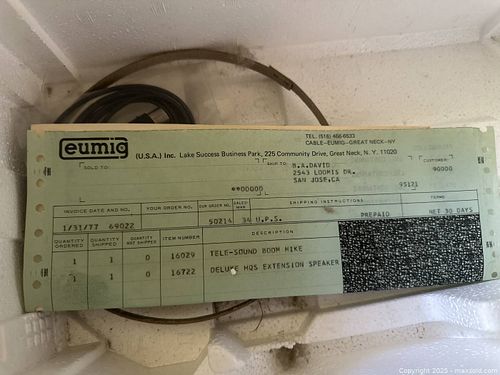 TEL. (516) 466-6533
CABLE-EUMIG-GREAT NECK-NY
eumig
(U.S.A.) Inc. Lake Success Business Park, 225 Community Drive, Great Neck, N.Y. 11020
SOLD TO:
SHIP TO:
B.A.DAVID
2543 LOOMIS DR.
SAN JOSE,CA
95121
CUSTOMER
90000
**00000
INVOICE DATE AND NO.
YOUR ORDER NO.
OUR ORDER NO.
SALES-MAN
SHIPPING INSTRUCTIONS
TERMS
1/31/77 69022
50214
34
U.P.S.
PREPAID
NET 30 DAYS
QUANTITY ORDERED
QUANTITY SHIPPED
QUANTITY NOT SHIPPED
ITEM NUMBER
DESCRIPTION
1 1 0 16029 TELE-SOUND BOOM MIKE
1 1 0 16722 DELUXE HQS EXTENSION SPEAKER
Copyright 2025 - maxsold.com